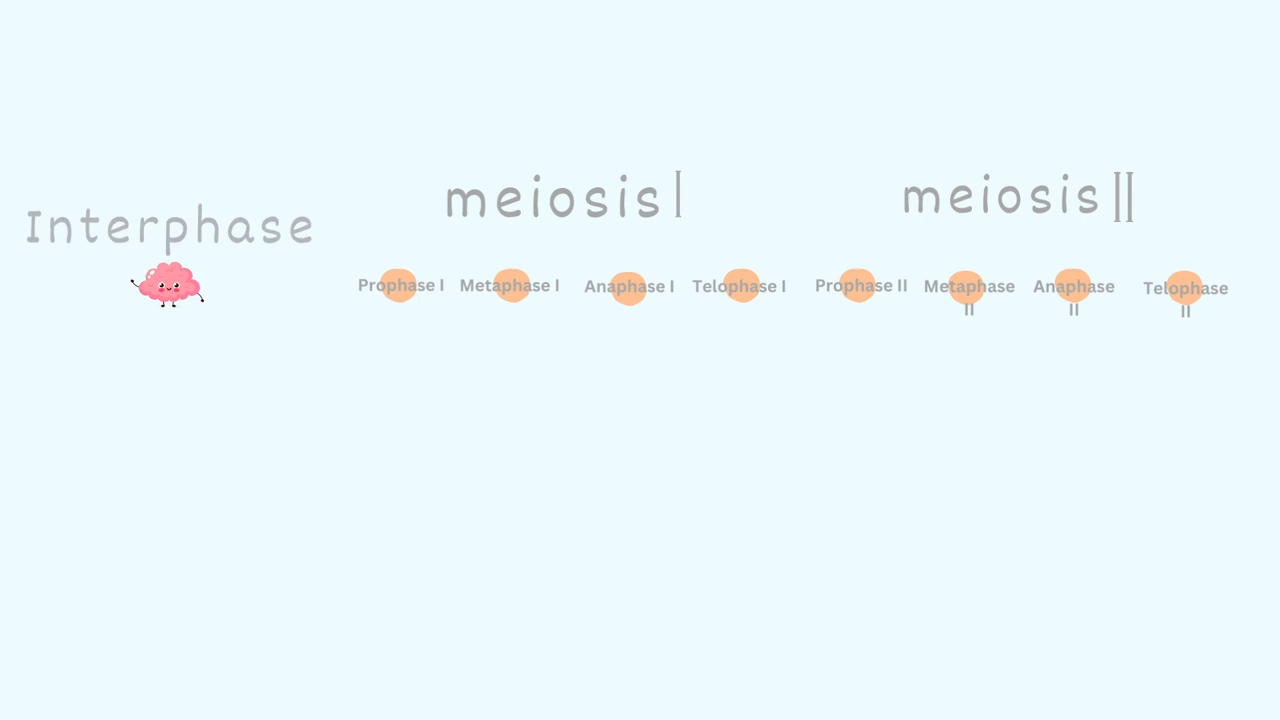 Interphase
meiosis I
Prophase I
Metaphase I
Anaphase I
Telophase I
meiosis II
Prophase II
Metaphase
II
Anaphase
II
Telophase
II